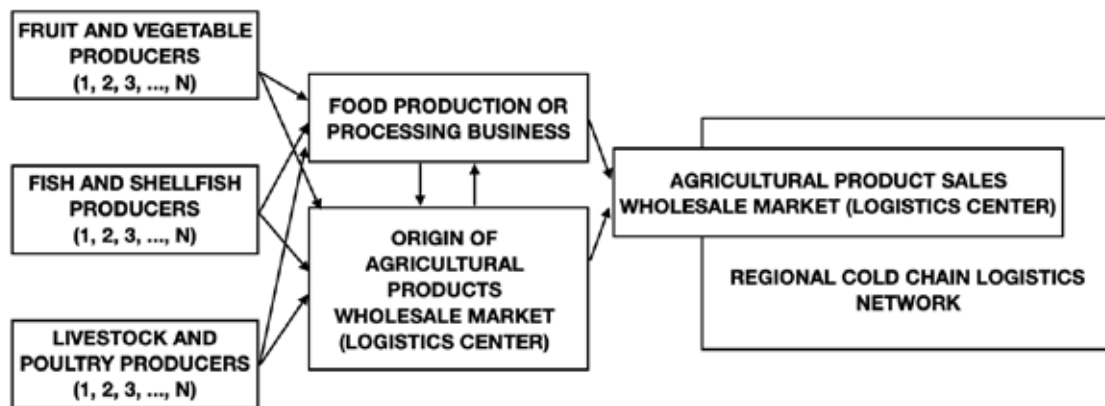 FRUIT AND VEGETABLE
PRODUCERS
(1, 2, 3, ..., N)
FISH AND SHELLFISH
PRODUCERS
(1, 2, 3, ..., N)
LIVESTOCK AND
POULTRY PRODUCERS
(1, 2, 3, ..., N)
FOOD PRODUCTION OR
PROCESSING BUSINESS
ORIGIN OF
AGRICULTURAL
PRODUCTS
WHOLESALE MARKET
(LOGISTICS CENTER)
AGRICULTURAL PRODUCT SALES
WHOLESALE MARKET (LOGISTICS CENTER)
REGIONAL COLD CHAIN LOGISTICS
NETWORK